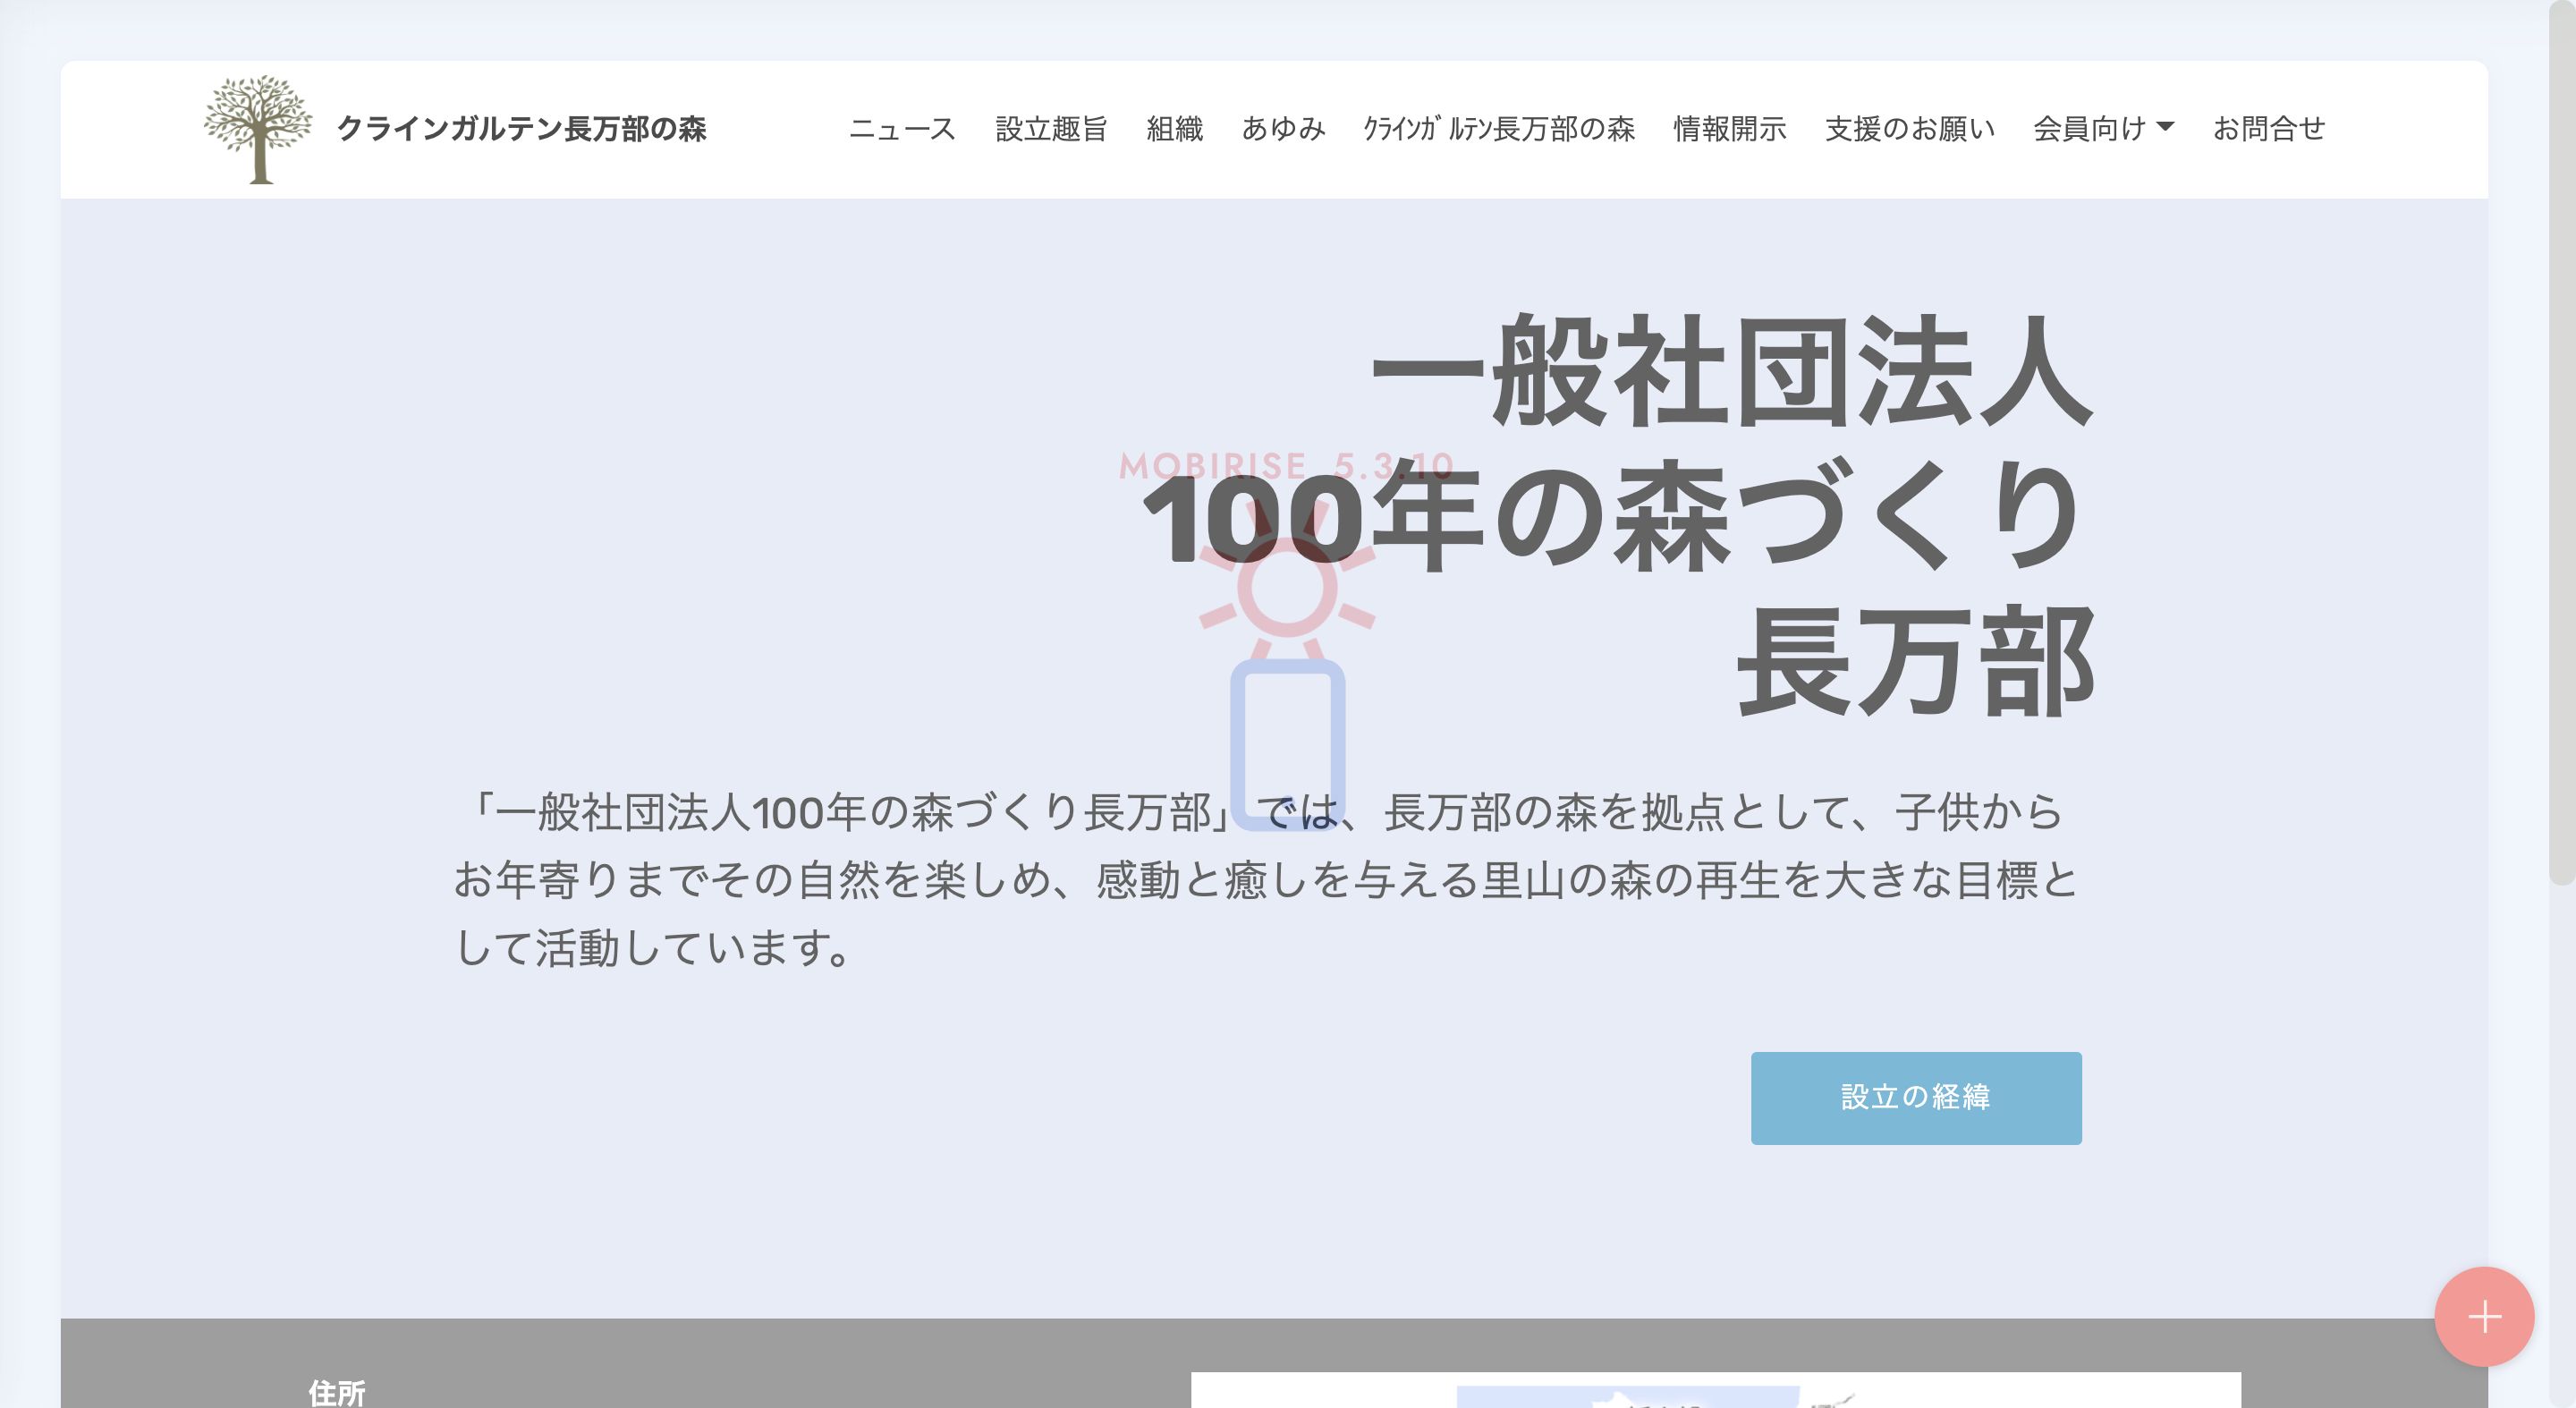 クラインガルテン長万部の森
ニュース 設立趣旨 組織 あゆみ ｸﾗｲﾝｶﾞﾙﾃﾝ長万部の森 情報開示 支援のお願い 会員向け お問合せ
一般社団法人
MOBIRISE 5.3.10
100年の森づくり
長万部
「一般社団法人100年の森づくり長万部」では、長万部の森を拠点として、子供から
お年寄りまでその自然を楽しめ、感動と癒しを与える里山の森の再生を大きな目標と
して活動しています。
設立の経緯
住所